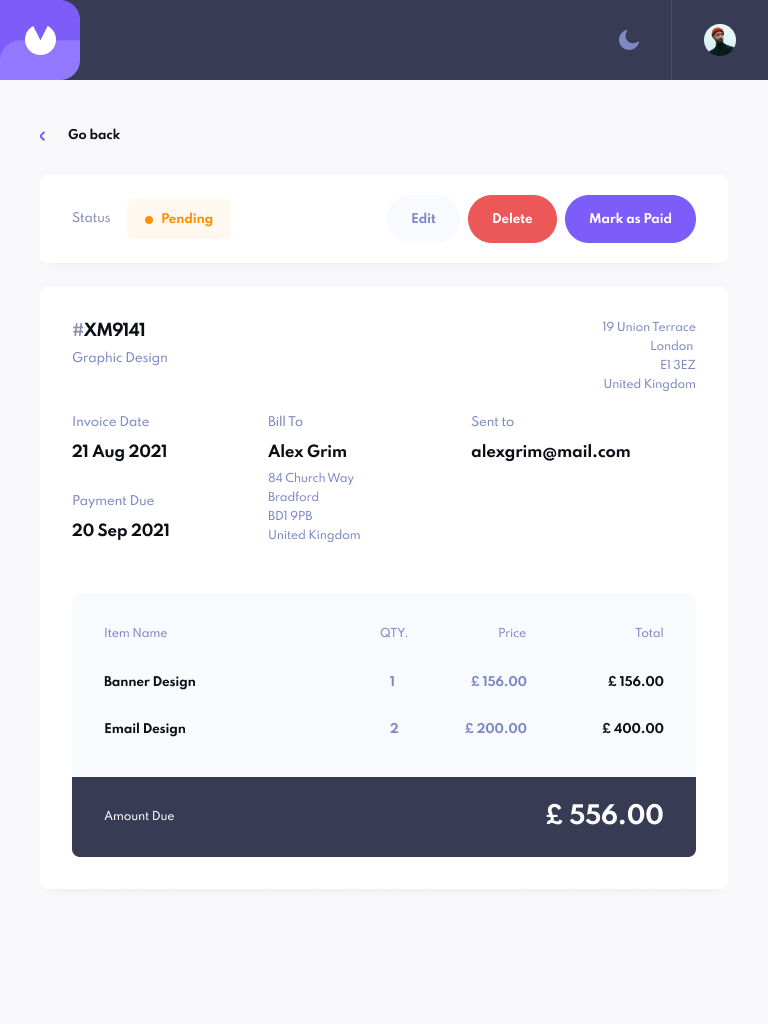 Go back
Status
Pending
Edit
Delete
Mark as Paid
#XM9141
Graphic Design
19 Union Terrace
London
E1 3EZ
United Kingdom
Invoice Date
21 Aug 2021
Payment Due
20 Sep 2021
Bill To
Alex Grim
84 Church Way
Bradford
BD1 9PB
United Kingdom
Sent to
alexgrim@mail.com
Item Name QTY. Price Total
Banner Design 1 £ 156.00 £ 156.00
Email Design 2 £ 200.00 £ 400.00
Amount Due £ 556.00